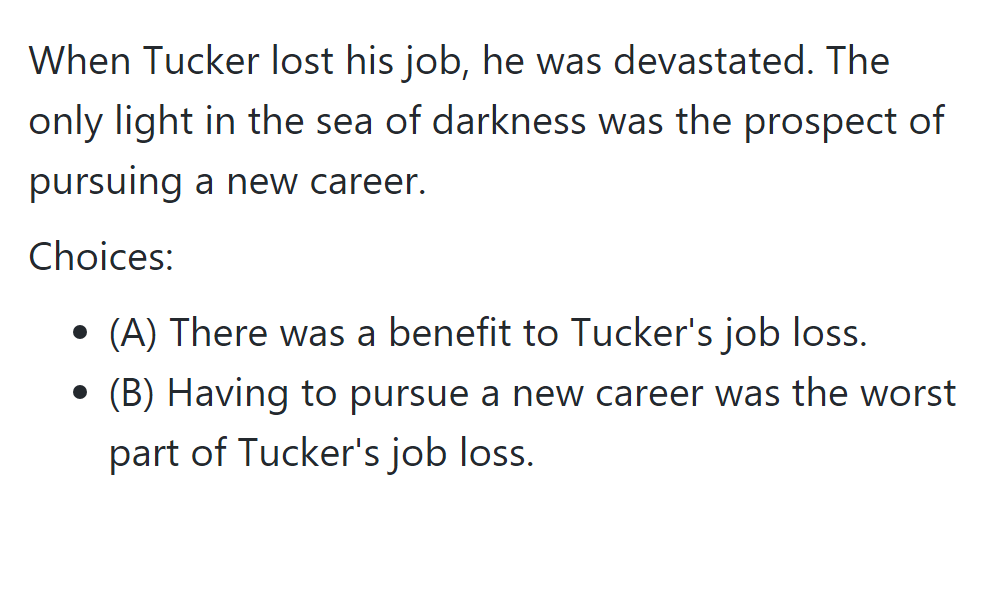 When Tucker lost his job, he was devastated. The
only light in the sea of darkness was the prospect of
pursuing a new career.
Choices:
• (A) There was a benefit to Tucker's job loss.
• (B) Having to pursue a new career was the worst
part of Tucker's job loss.